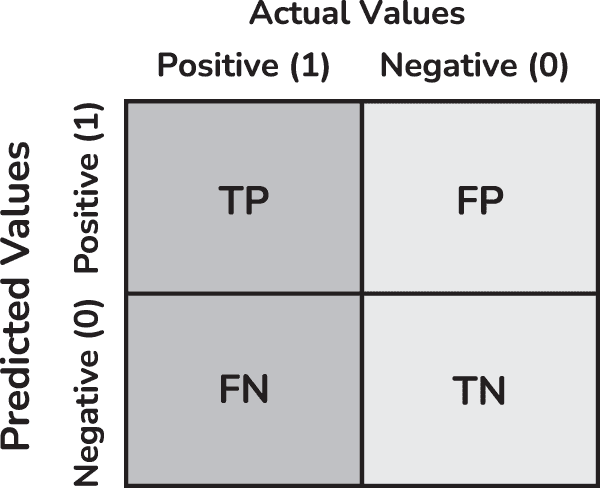 Actual Values
Positive (1) Negative (0)
Predicted Values
Positive (1)
TP FP
Negative (0)
FN TN